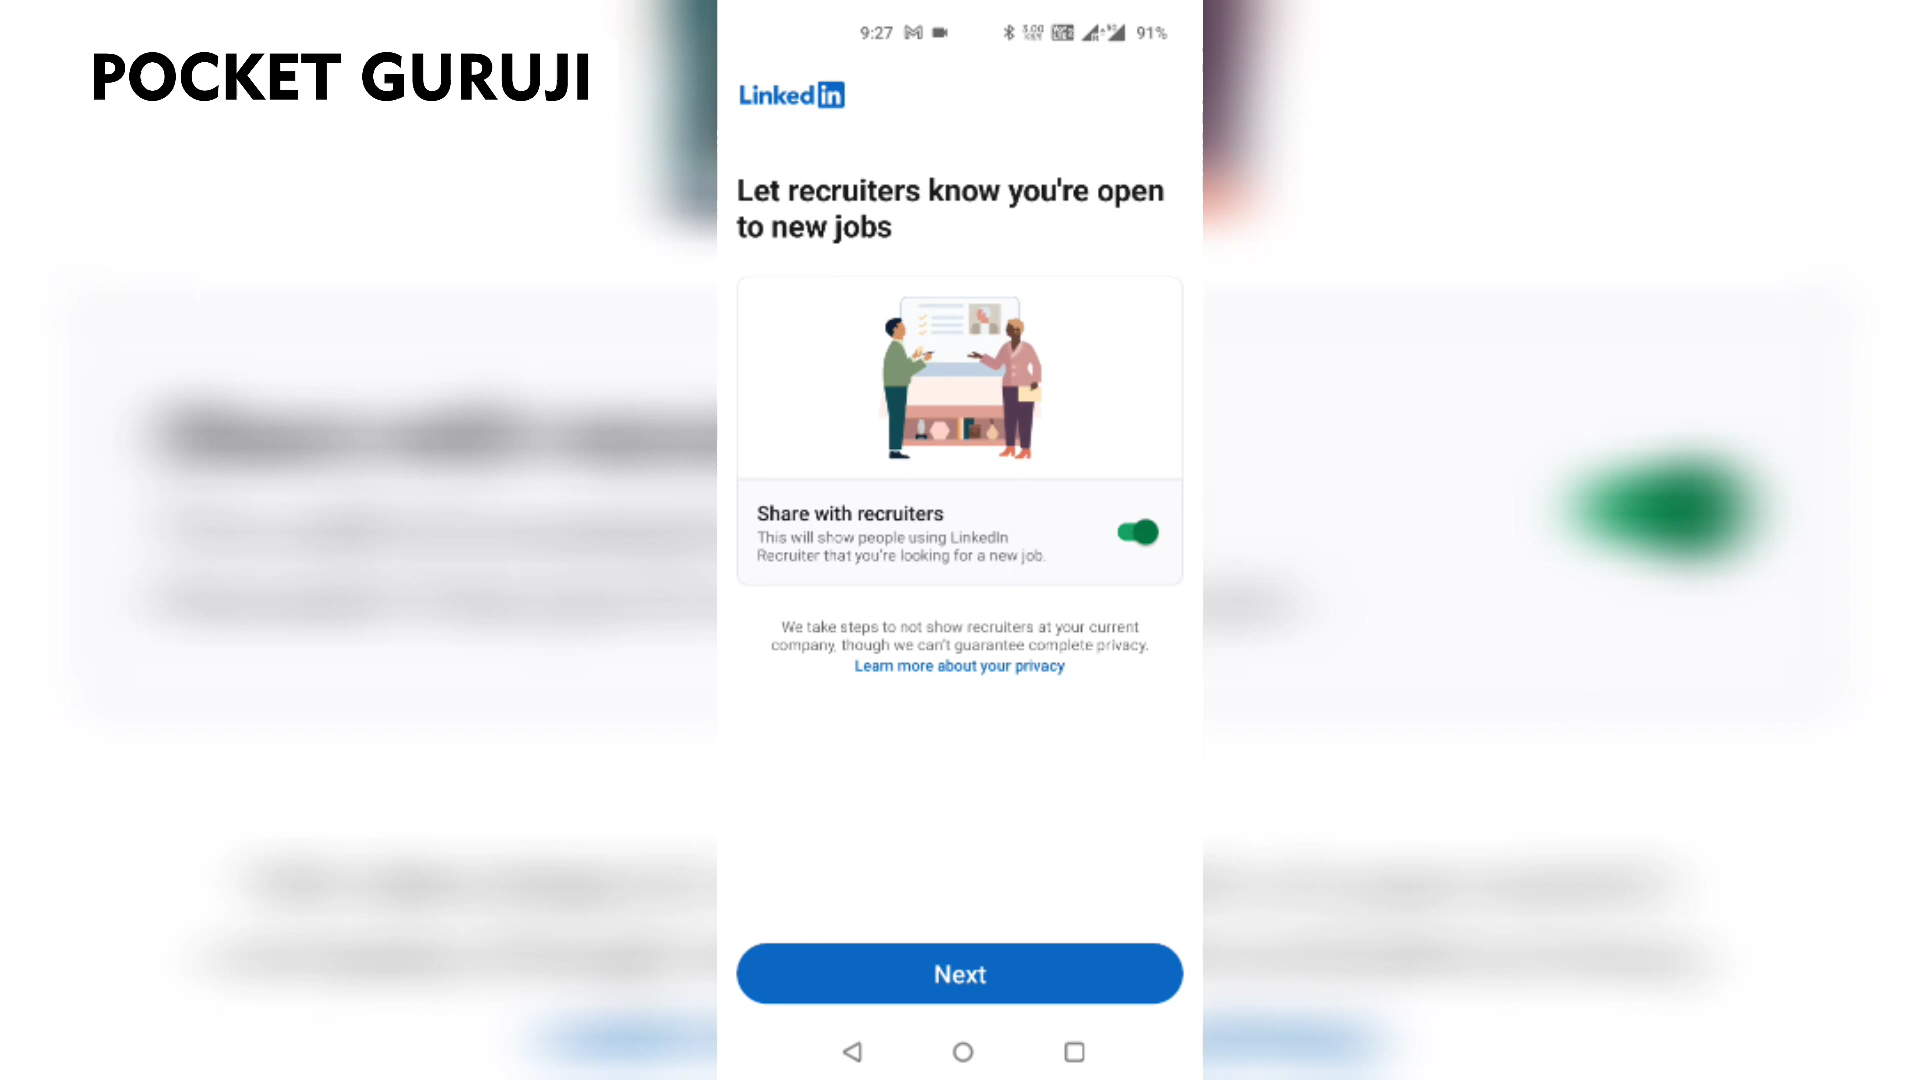 POCKET GURUJI
9:27
91%
Linked in
Let recruiters know you're open
to new jobs
Share with recruiters
This will show people using LinkedIn
Recruiter that you're looking for a new job.
We take steps to not show recruiters at your current
company, though we can't guarantee complete privacy.
Learn more about your privacy
Next